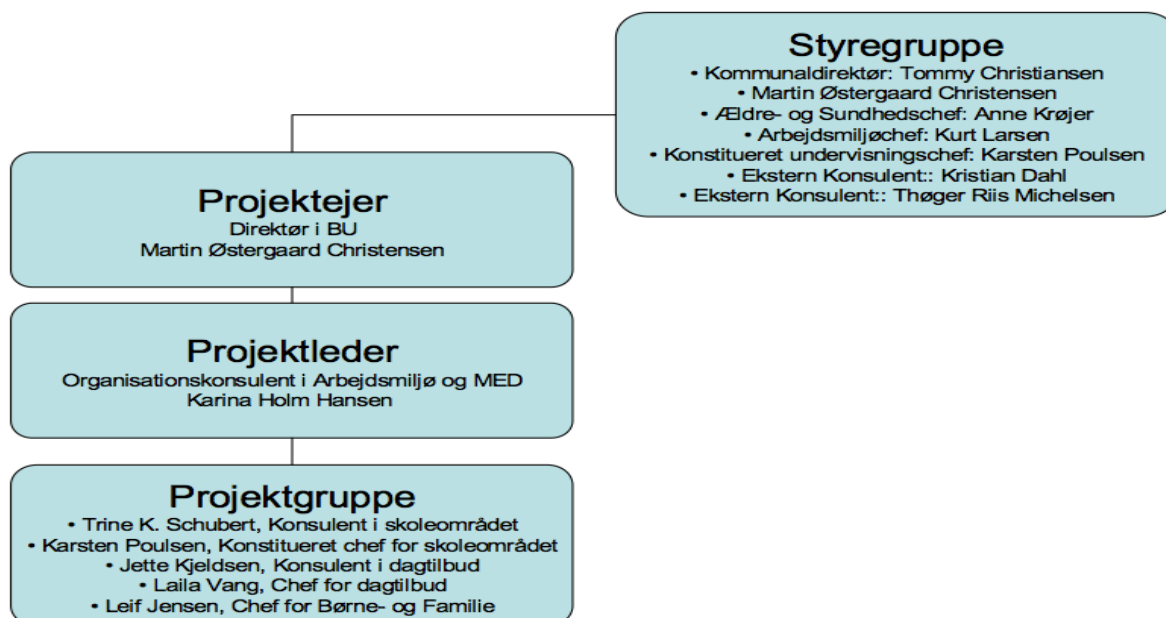 Styregruppe
• Kommunaldirektør: Tommy Christiansen
• Martin Østergaard Christensen
• Ældre- og Sundhedschef: Anne Krøjer
• Arbejdsmiljøchef: Kurt Larsen
• Konstitueret undervisningschef: Karsten Poulsen
• Ekstern Konsulent:: Kristian Dahl
• Ekstern Konsulent:: Thøger Riis Michelsen
Projektejer
Direktør i BU
Martin Østergaard Christensen
Projektleder
Organisationskonsulent i Arbejdsmiljø og MED
Karina Holm Hansen
Projektgruppe
• Trine K. Schubert, Konsulent i skoleområdet
• Karsten Poulsen, Konstitueret chef for skoleområdet
• Jette Kjeldsen, Konsulent i dagtilbud
• Laila Vang, Chef for dagtilbud
• Leif Jensen, Chef for Børne- og Familie